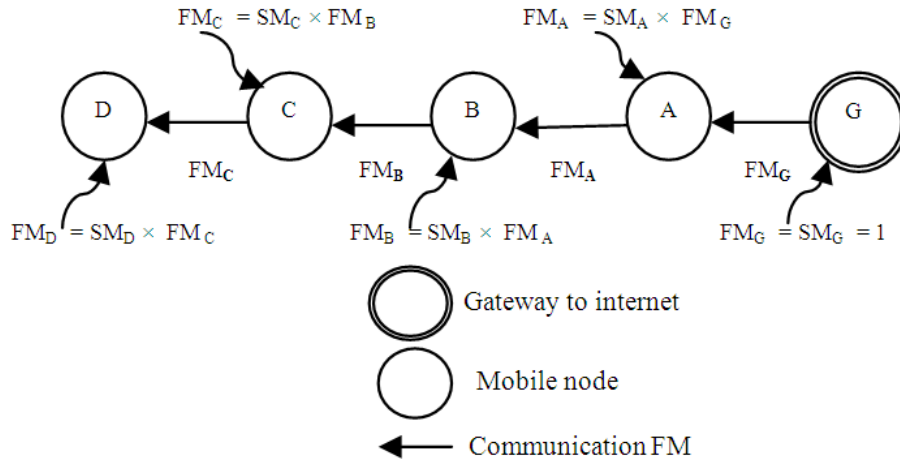 FM_C = SM_C × FM_B
FM_A = SM_A × FM_G
D
C
B
A
G
FM_C
FM_B
FM_A
FM_G
FM_D = SM_D × FM_C
FM_B = SM_B × FM_A
FM_G = SM_G = 1
Gateway to internet
Mobile node
Communication FM